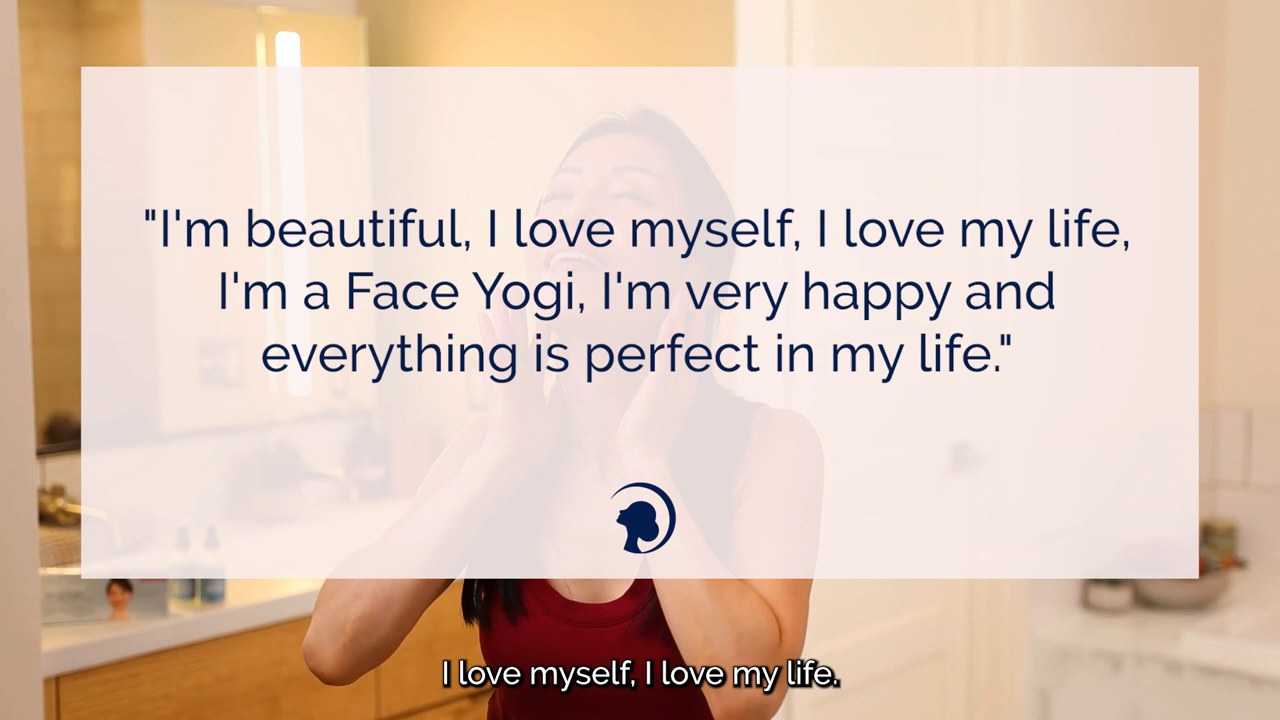 "I'm beautiful, I love myself, I love my life,
I'm a Face Yogi, I'm very happy and
everything is perfect in my life."
I love myself, I love my life.